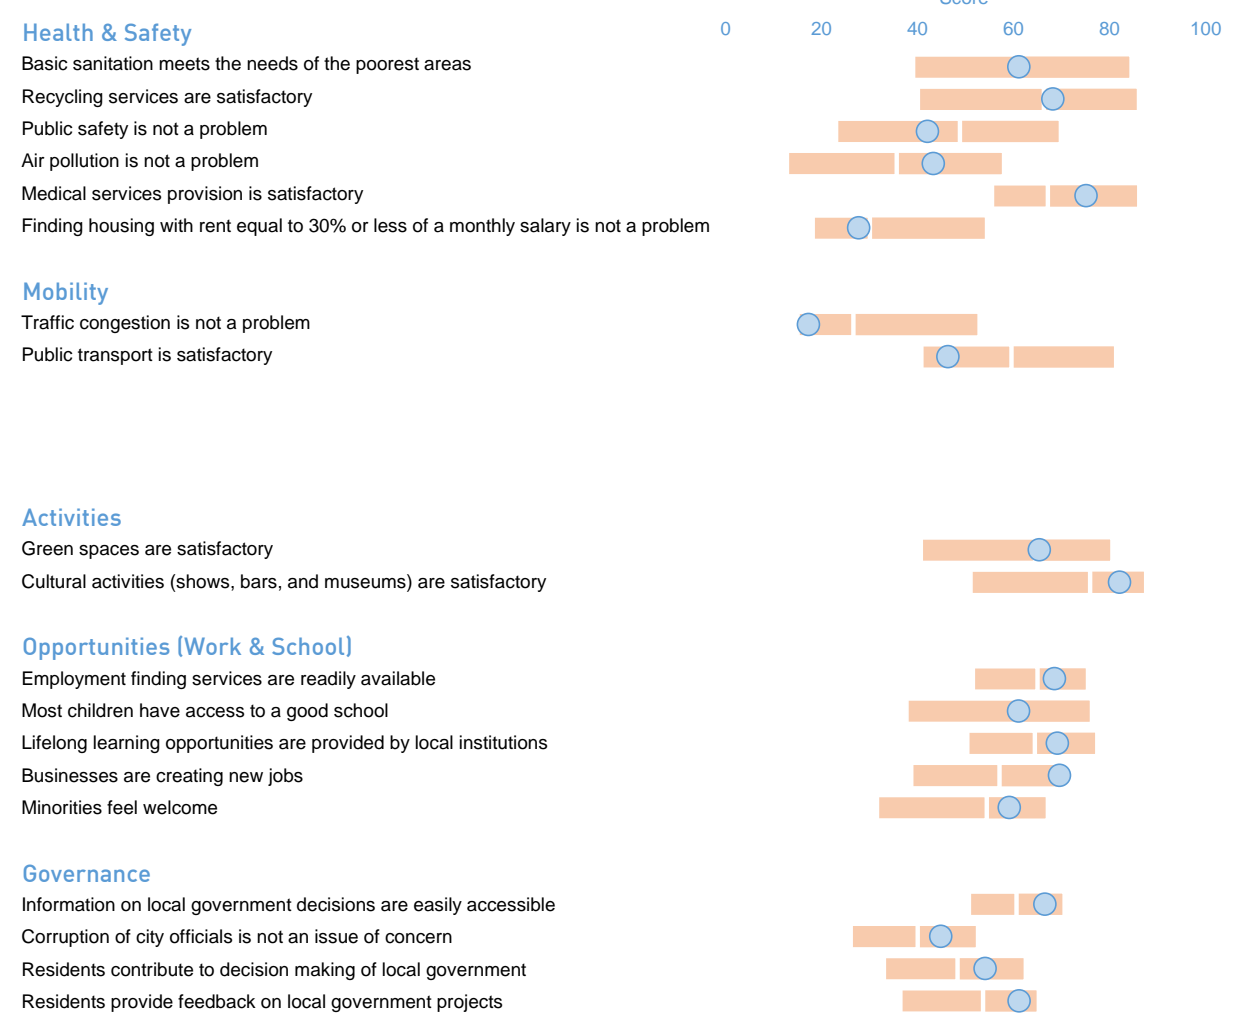 Score
Health & Safety
0 20 40 60 80 100
Basic sanitation meets the needs of the poorest areas
Recycling services are satisfactory
Public safety is not a problem
Air pollution is not a problem
Medical services provision is satisfactory
Finding housing with rent equal to 30% or less of a monthly salary is not a problem
Mobility
Traffic congestion is not a problem
Public transport is satisfactory
Activities
Green spaces are satisfactory
Cultural activities (shows, bars, and museums) are satisfactory
Opportunities (Work & School)
Employment finding services are readily available
Most children have access to a good school
Lifelong learning opportunities are provided by local institutions
Businesses are creating new jobs
Minorities feel welcome
Governance
Information on local government decisions are easily accessible
Corruption of city officials is not an issue of concern
Residents contribute to decision making of local government
Residents provide feedback on local government projects